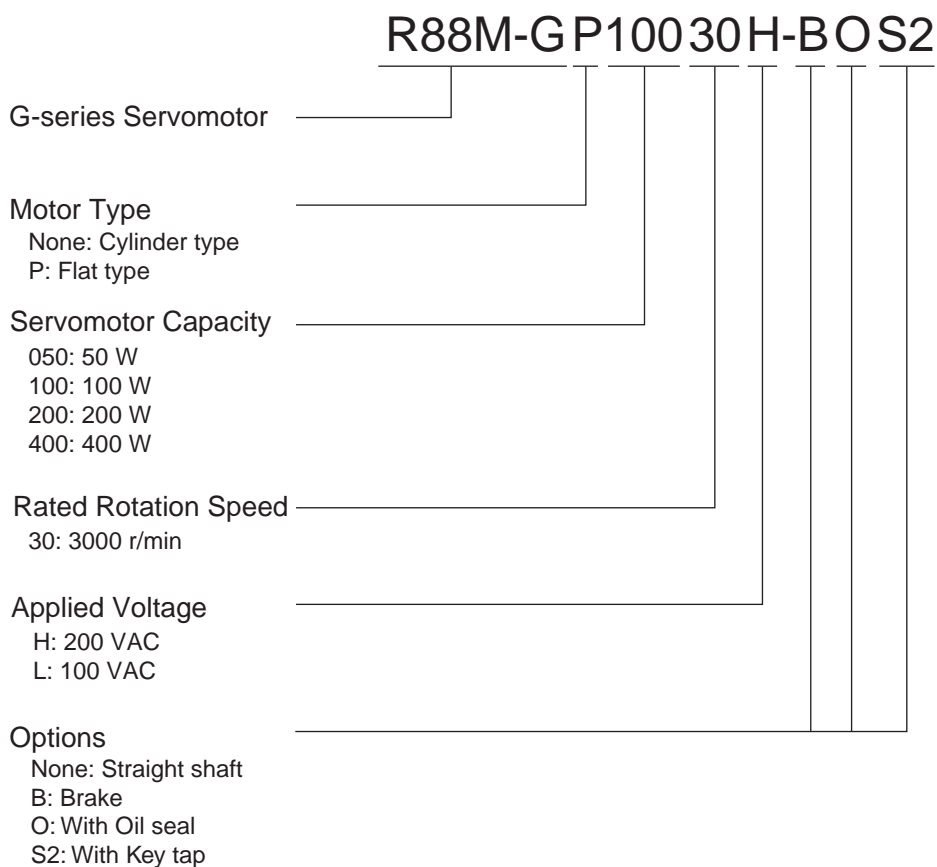 R88M-GP10030H-BOS2
G-series Servomotor
Motor Type
None: Cylinder type
P: Flat type
Servomotor Capacity
050: 50 W
100: 100 W
200: 200 W
400: 400 W
Rated Rotation Speed
30: 3000 r/min
Applied Voltage
H: 200 VAC
L: 100 VAC
Options
None: Straight shaft
B: Brake
O: With Oil seal
S2: With Key tap